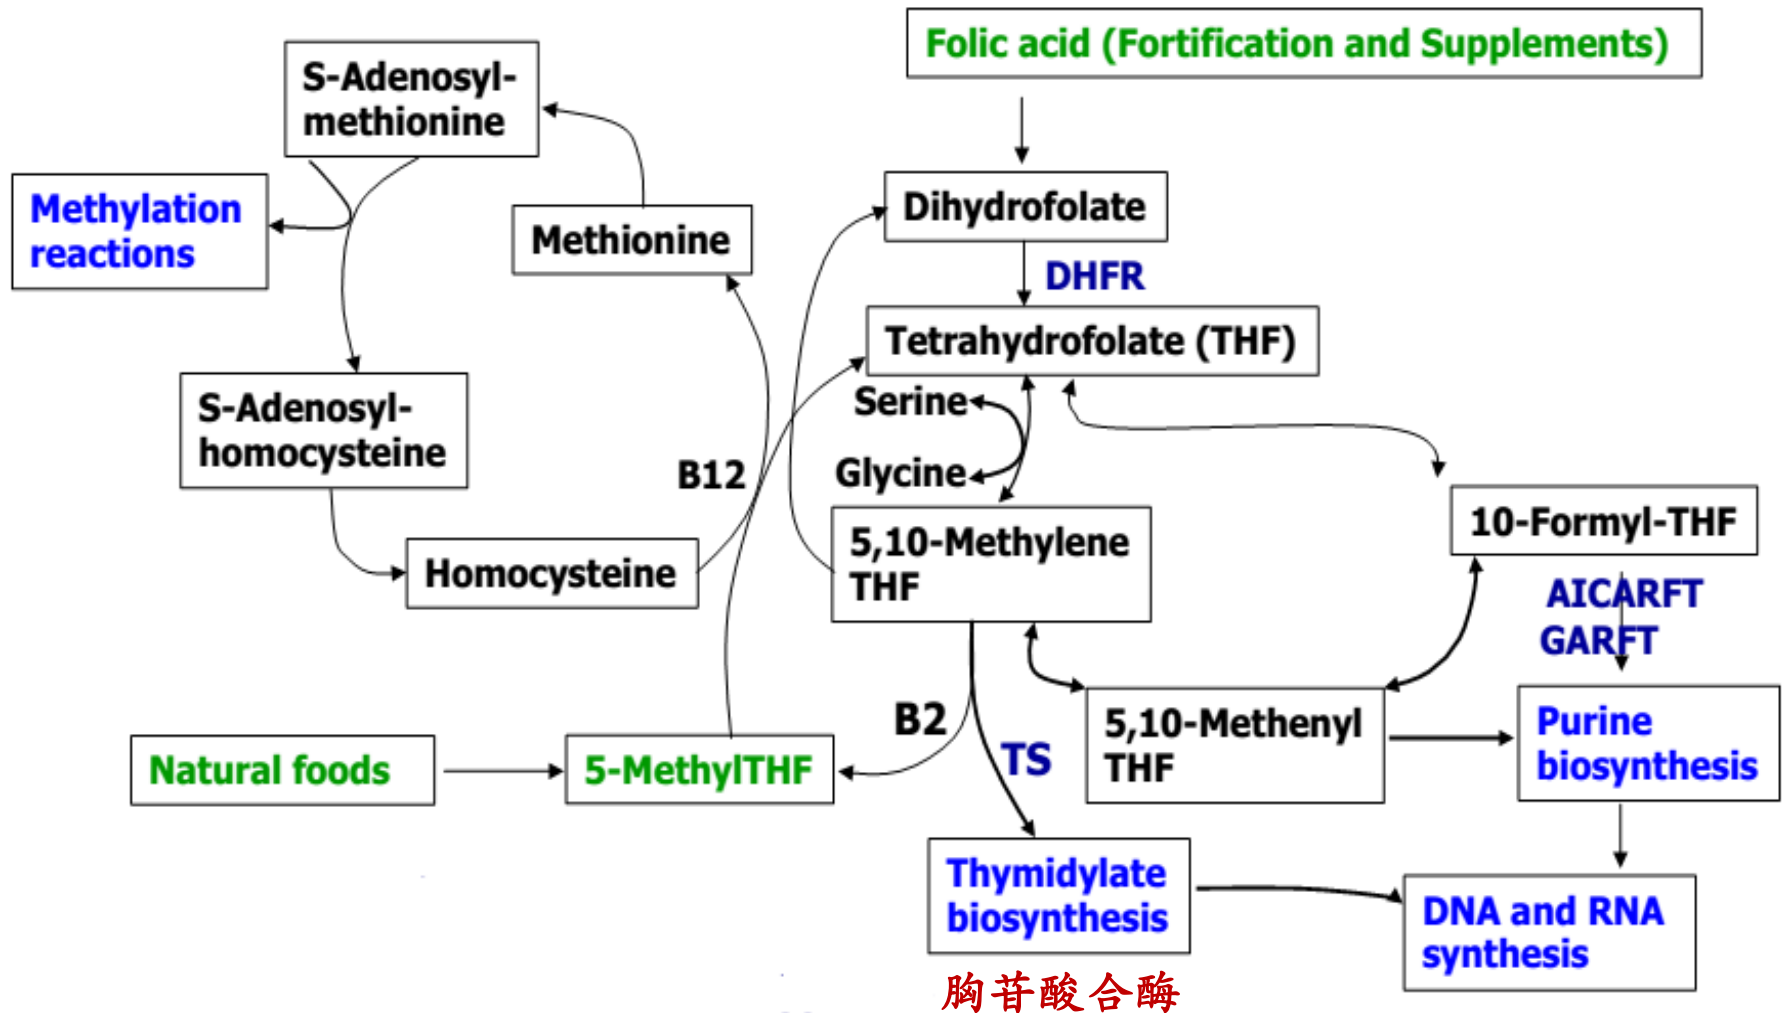 Folic acid (Fortification and Supplements)
S-Adenosyl-
methionine
Methylation
reactions
Methionine
Dihydrofolate
DHFR
Tetrahydrofolate (THF)
Serine
Glycine
S-Adenosyl-
homocysteine
B12
10-Formyl-THF
5,10-Methylene
THF
Homocysteine
AICARFT
GARFT
B2
TS
5,10-Methenyl
THF
Purine
biosynthesis
Natural foods
5-MethylTHF
Thymidylate
biosynthesis
DNA and RNA
synthesis
胸苷酸合酶